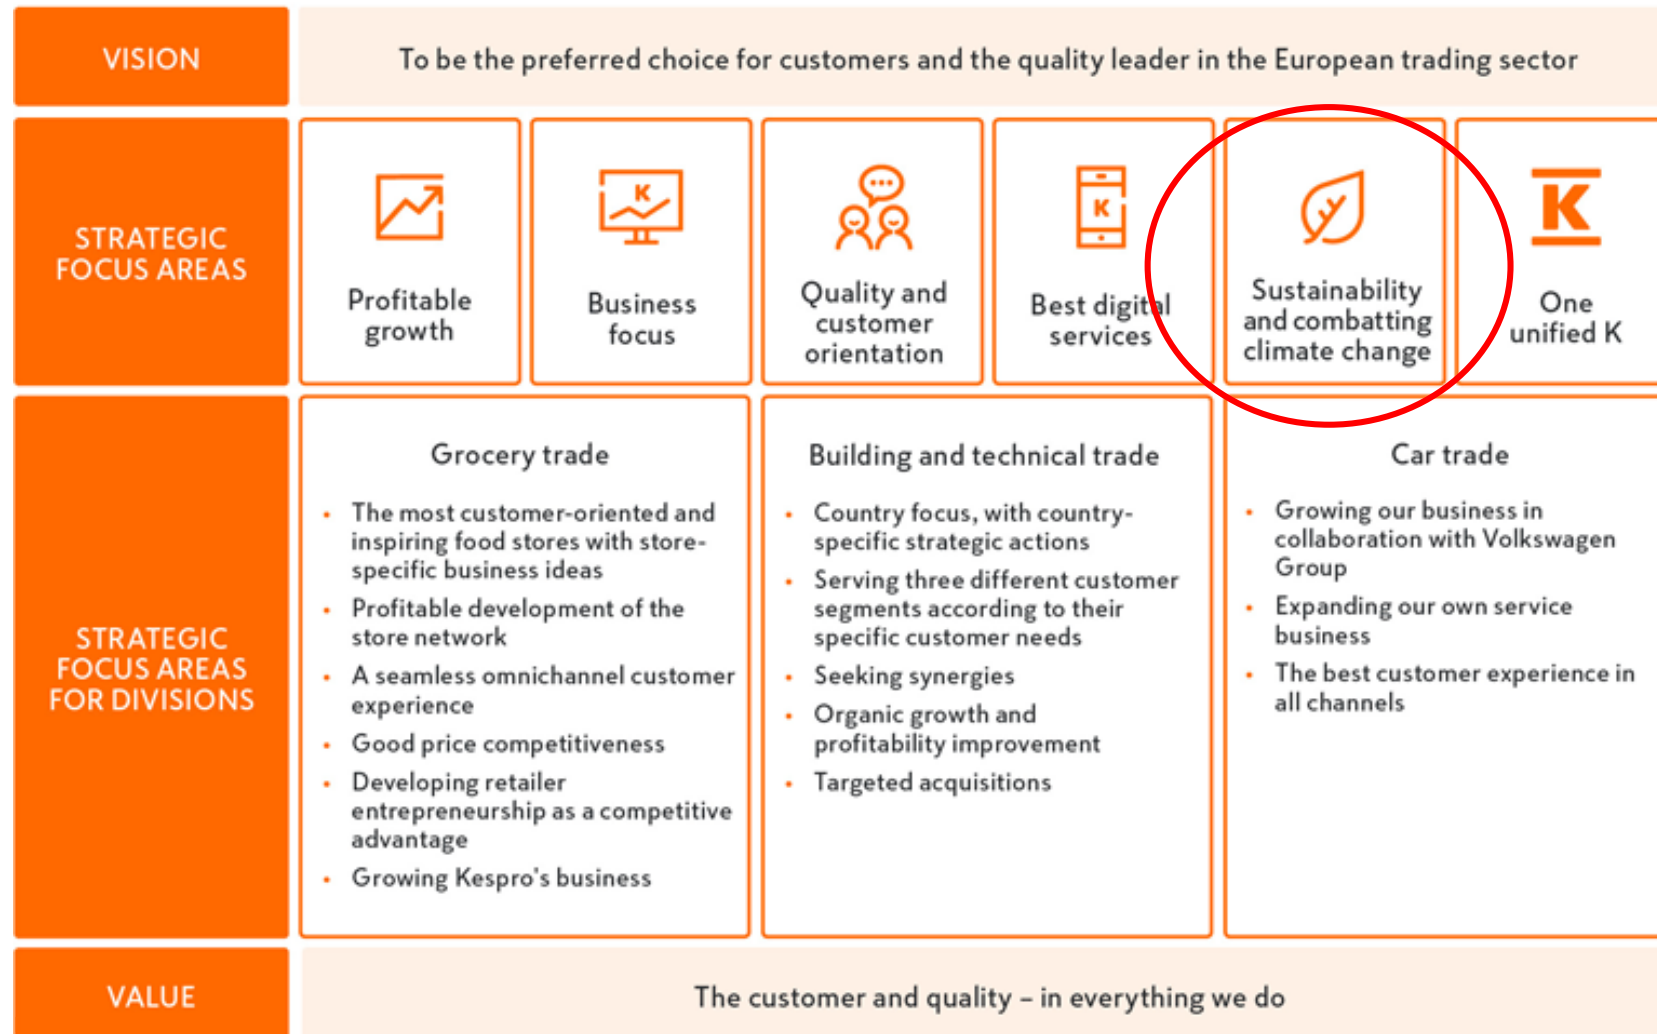 VISION
To be the preferred choice for customers and the quality leader in the European trading sector
STRATEGIC
FOCUS AREAS
K
Profitable
growth
Business
focus
Quality and
customer
orientation
K
Best digital
services
Sustainability
and combatting
climate change
K
One
unified K
STRATEGIC
FOCUS AREAS
FOR DIVISIONS
Grocery trade
• The most customer-oriented and
inspiring food stores with store-
specific business ideas
• Profitable development of the
store network
• A seamless omnichannel customer
experience
• Good price competitiveness
• Developing retailer
entrepreneurship as a competitive
advantage
• Growing Kespro's business
Building and technical trade
• Country focus, with country-
specific strategic actions
• Serving three different customer
segments according to their
specific customer needs
• Seeking synergies
• Organic growth and
profitability improvement
• Targeted acquisitions
Car trade
• Growing our business in
collaboration with Volkswagen
Group
• Expanding our own service
business
• The best customer experience in
all channels
VALUE
The customer and quality – in everything we do